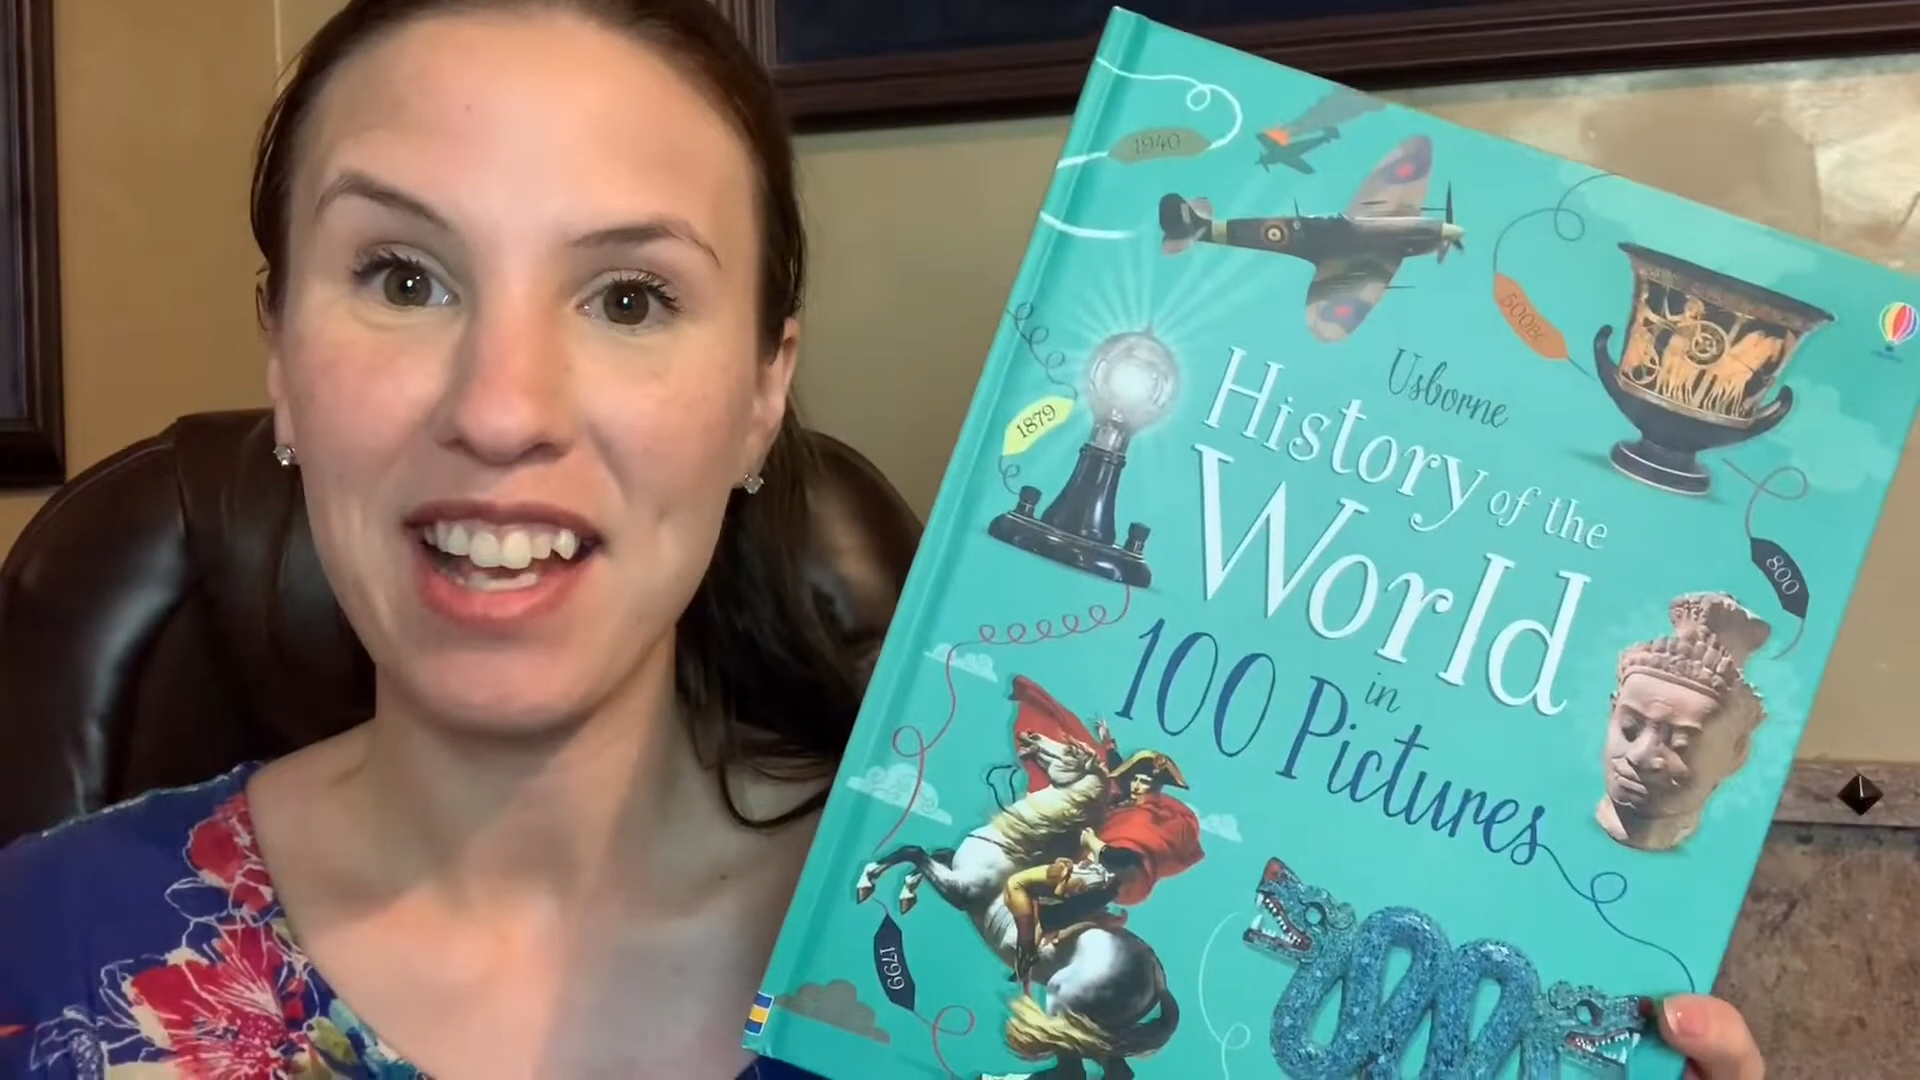 1940
500BC
Usborne
1879
History of the
World
800
in
100 Pictures
1799